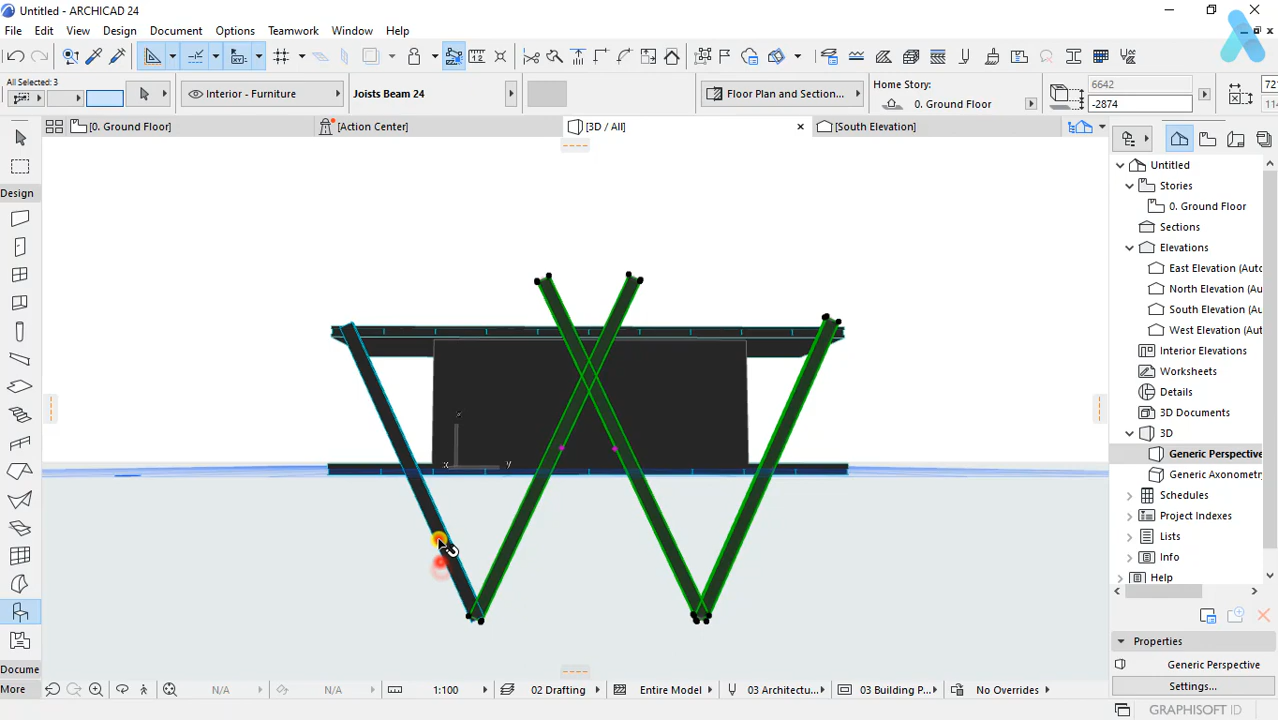 Untitled - ARCHICAD 24
File Edit View Design Document Options Teamwork Window Help
All Selected: 3
Interior - Furniture
Joists Beam 24
Floor Plan and Section...
Home Story:
0. Ground Floor
6642
-2874
72
114
[0. Ground Floor]
[Action Center]
[3D / All]
[South Elevation]
Design
Untitled
Stories
0. Ground Floor
Sections
Elevations
East Elevation (Auto
North Elevation (Au
South Elevation (Au
West Elevation (Aut
Interior Elevations
Worksheets
Details
3D Documents
3D
Generic Perspective
Generic Axonometr
Schedules
Project Indexes
Lists
Info
Help
x y
Properties
Generic Perspective
Settings...
Docume
More
N/A
N/A
1:100
02 Drafting
Entire Model
03 Architectu...
03 Building P...
No Overrides
GRAPHISOFT ID